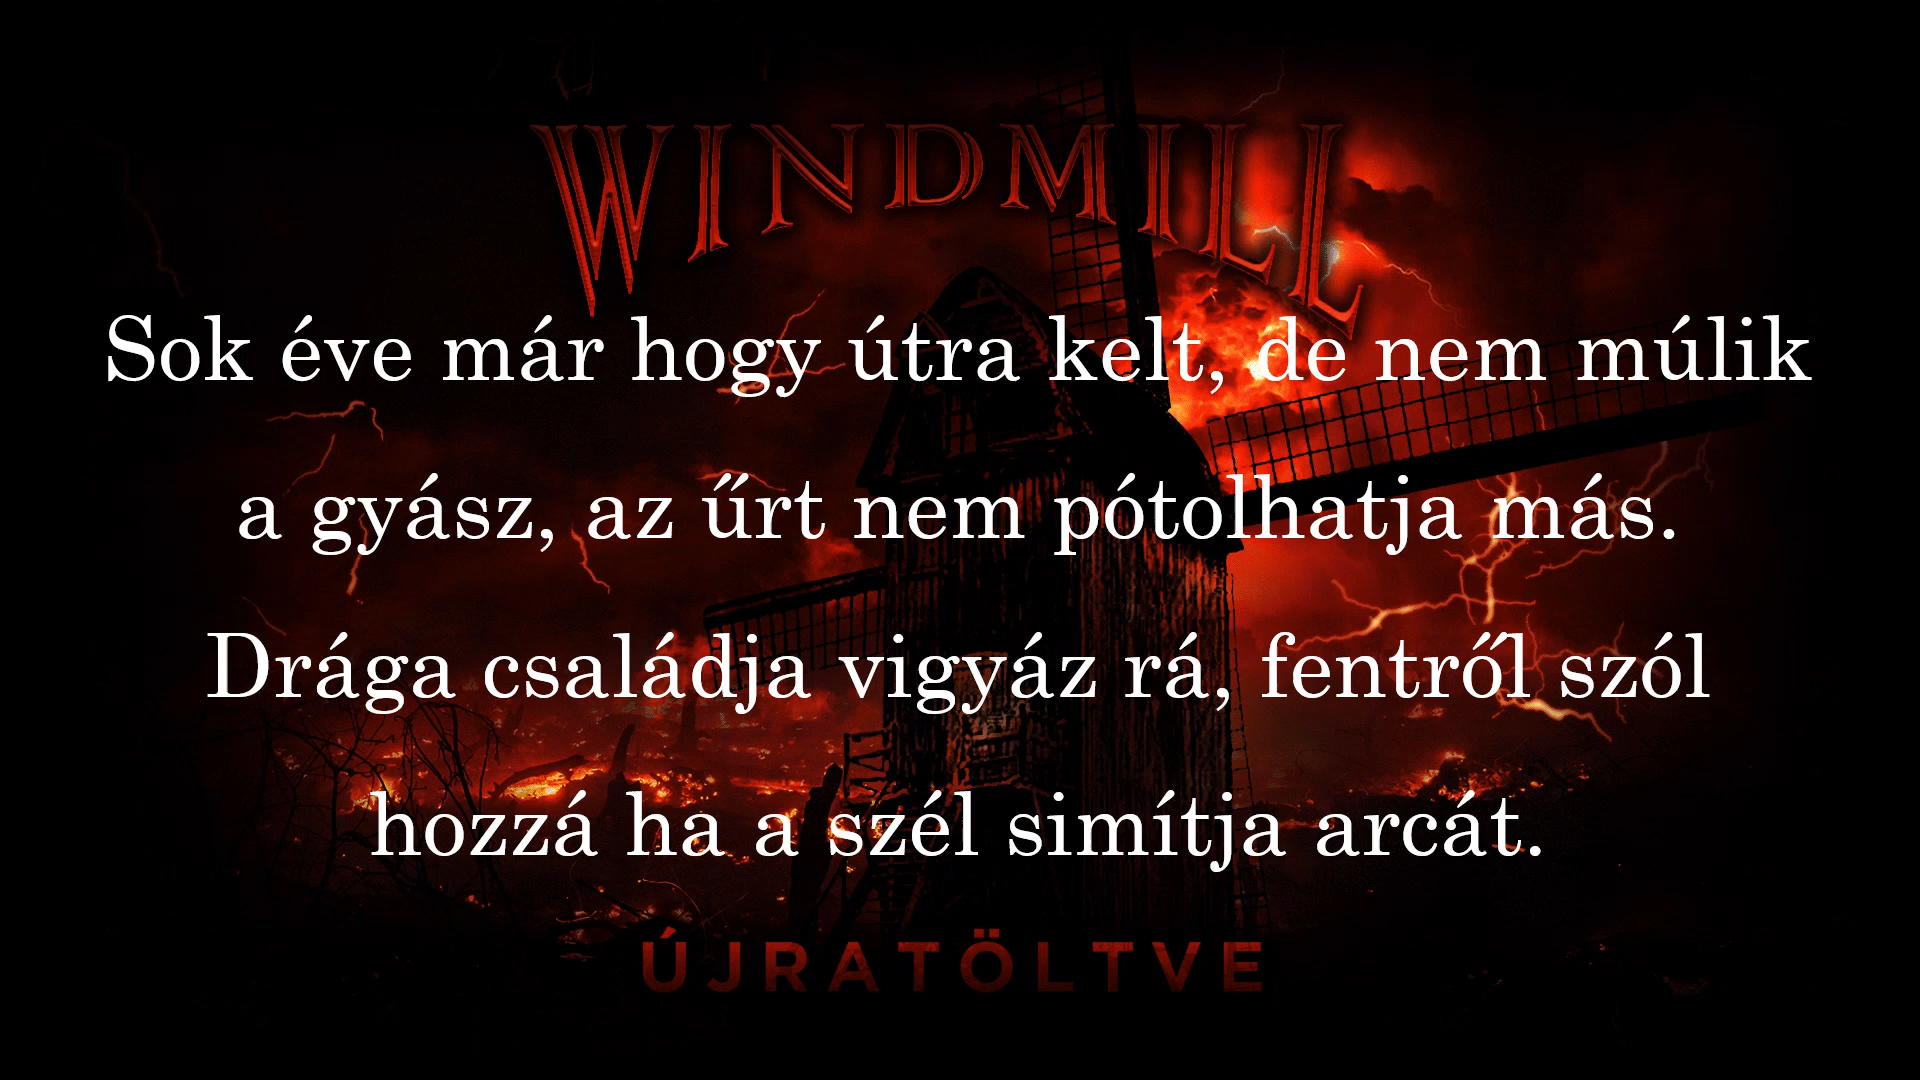 WINDMILL
Sok éve már hogy útra kelt, de nem múlik
a gyász, az űrt nem pótolhatja más.
Drága családja vigyáz rá, fentről szól
hozzá ha a szél simítja arcát.
ÚJRATÖLTVE